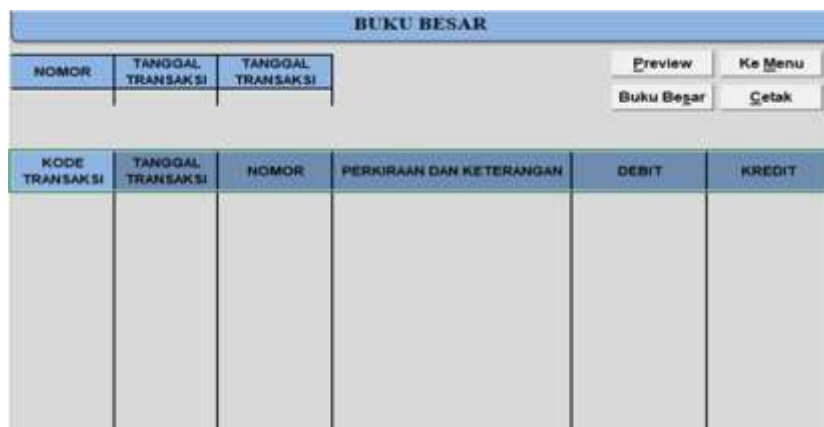 BUKU BESAR
NOMOR
TANGGAL
TRANSAKSI
TANGGAL
TRANSAKSI
Preview
Ke Menu
Buku Besar
Cetak
KODE
TRANSAKSI
TANGGAL
TRANSAKSI
NOMOR
PERKIRAAN DAN KETERANGAN
DEBIT
KREDIT